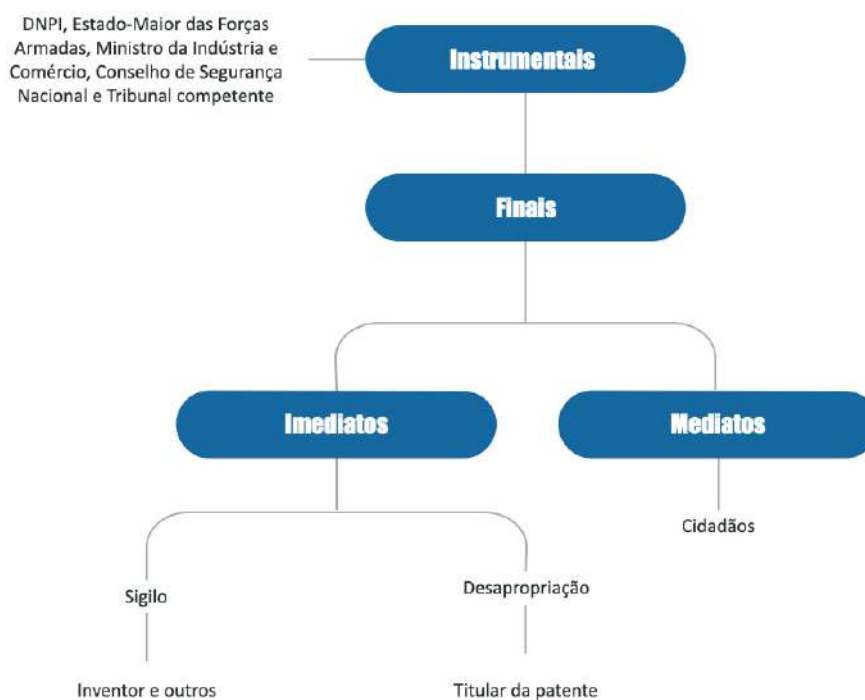 DNPI, Estado-Maior das Forças
Armadas, Ministro da Indústria e
Comércio, Conselho de Segurança
Nacional e Tribunal competente
Instrumentais
Finais
Imediatos
Mediatos
Cidadãos
Sigilo
Desapropriação
Inventor e outros
Titular da patente